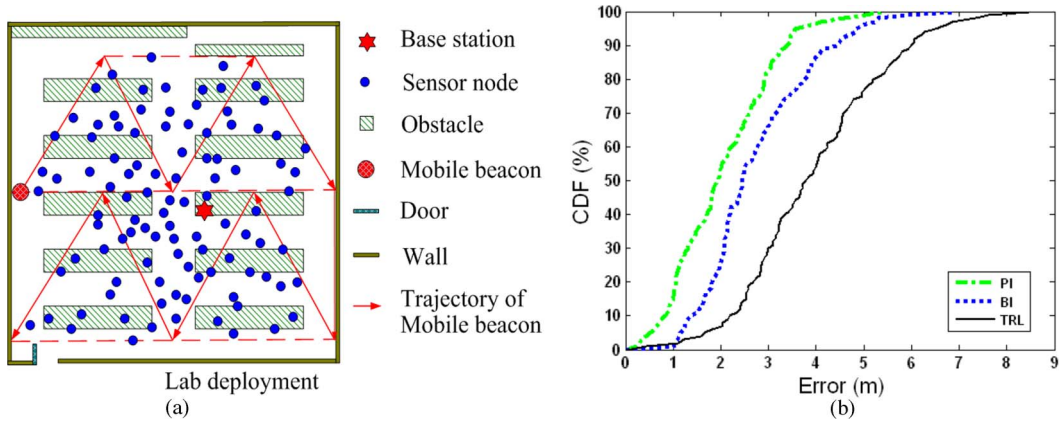 Base station
Sensor node
Obstacle
Mobile beacon
Door
Wall
Trajectory of
Mobile beacon
Lab deployment
(a)
CDF (%)
100
90
80
70
60
50
40
30
20
10
0
0 1 2 3 4 5 6 7 8 9
Error (m)
PI
BI
TRL
(b)